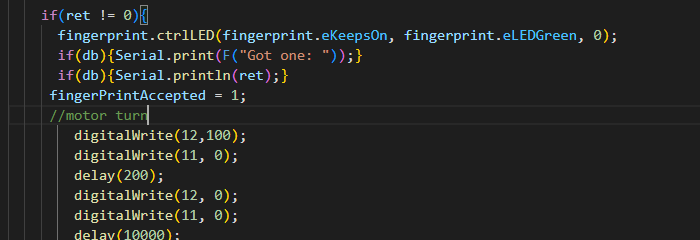 if(ret != 0){
fingerprint.ctrlLED(fingerprint.eKeepsOn, fingerprint.eLEDGreen, 0);
if(db){Serial.print(F("Got one: "));}
if(db){Serial.println(ret);}
fingerPrintAccepted = 1;
//motor turn
digitalWrite(12,100);
digitalWrite(11, 0);
delay(200);
digitalWrite(12, 0);
digitalWrite(11, 0);
delay(10000);